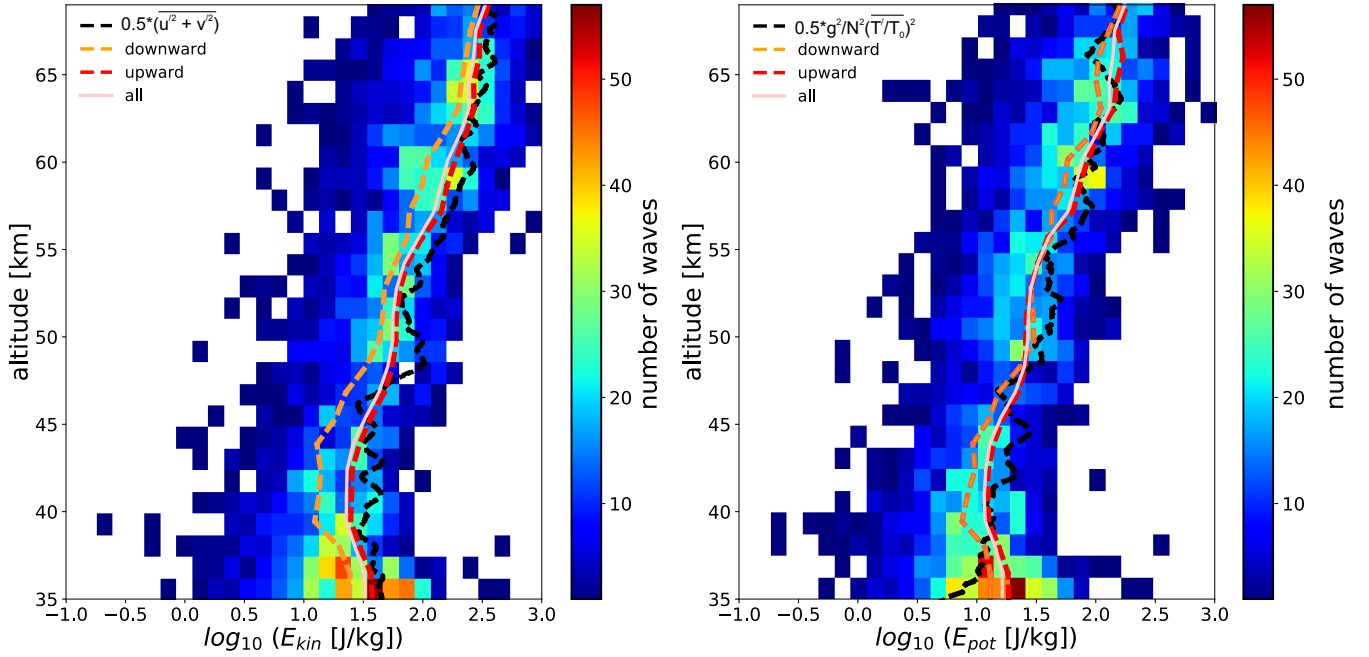 0.5*(u'² + v'²)
downward
upward
all
altitude [km]
65
60
55
50
45
40
35
−1.0 −0.5 0.0 0.5 1.0 1.5 2.0 2.5 3.0
log₁₀ (E_kin [J/kg])
50
40
30
20
10
number of waves
0.5*g²/N²(T'/T₀)²
downward
upward
all
altitude [km]
65
60
55
50
45
40
35
−1.0 −0.5 0.0 0.5 1.0 1.5 2.0 2.5 3.0
log₁₀ (E_pot [J/kg])
50
40
30
20
10
number of waves